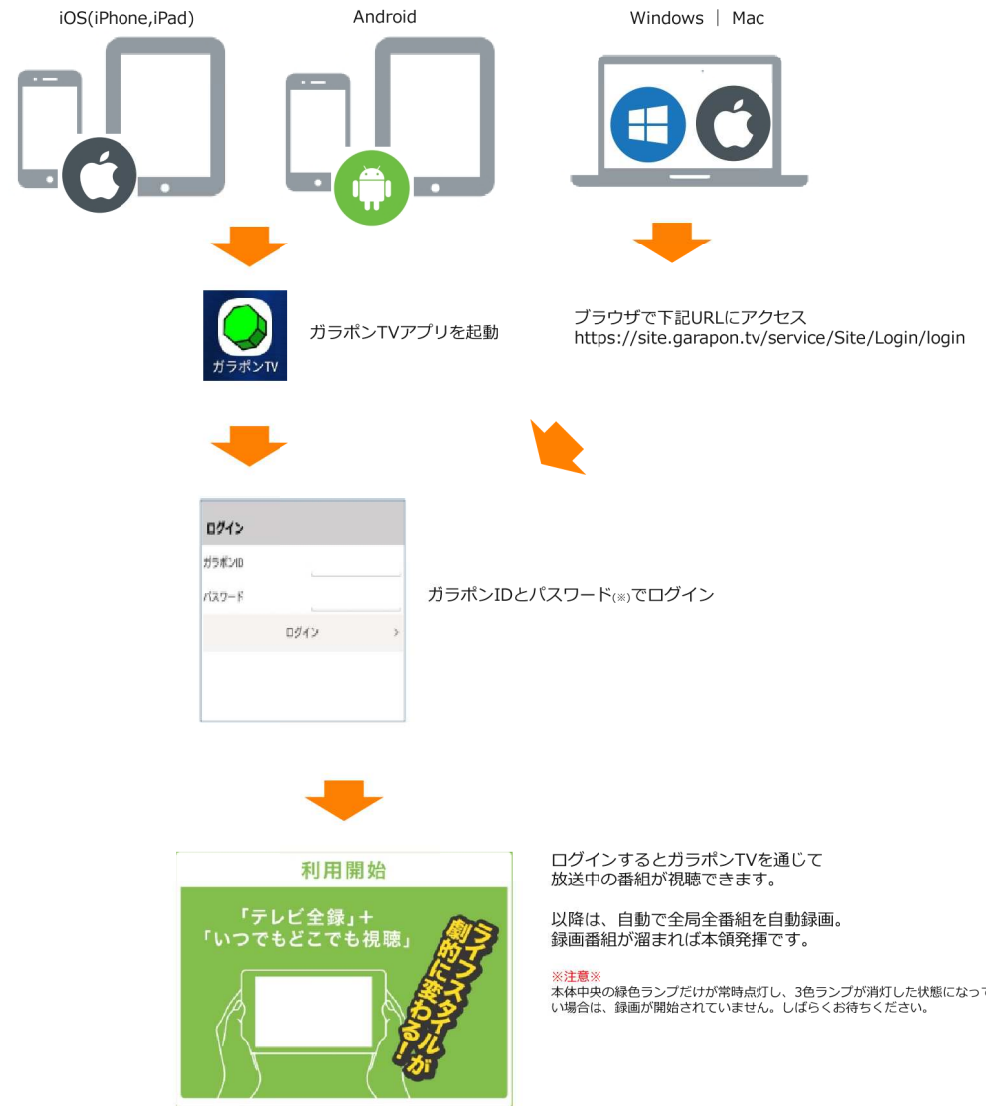 iOS(iPhone,iPad)
Android
Windows ｜ Mac
ガラポンTV
ガラポンTVアプリを起動
ブラウザで下記URLにアクセス
https://site.garapon.tv/service/Site/Login/login
ログイン
ガラポンID
パスワード
ログイン
ガラポンIDとパスワード(※)でログイン
利用開始
「テレビ全録」+
「いつでもどこでも視聴」
ライフスタイルが
劇的に変わる！
ログインするとガラポンTVを通じて
放送中の番組が視聴できます。
以降は、自動で全局全番組を自動録画。
録画番組が溜まれば本領発揮です。
※注意※
本体中央の緑色ランプだけが常時点灯し、3色ランプが消灯した状態になって
い場合は、録画が開始されていません。しばらくお待ちください。